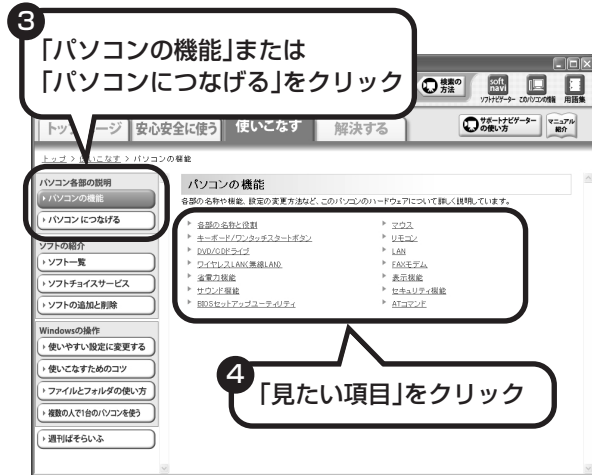 3
「パソコンの機能」または
「パソコンにつなげる」をクリック
検索の方法
soft navi
ソフトナビゲーター
このパソコンの情報
用語集
安心安全に使う
使いこなす
解決する
サポートナビゲーターの使い方
マニュアル紹介
トップ > 使いこなす > パソコンの機能
パソコン各部の説明
パソコンの機能
パソコンにつなげる
ソフトの紹介
ソフト一覧
ソフトチョイスサービス
ソフトの追加と削除
Windowsの操作
使いやすい設定に変更する
使いこなすためのコツ
ファイルとフォルダの使い方
複数の人で1台のパソコンを使う
週刊ぱそらいふ
パソコンの機能
各部の名称や機能、設定の変更方法など、このパソコンのハードウェアについて詳しく説明しています。
各部の名称と役割
キーボード/ワンタッチスタートボタン
DVD/CDドライブ
ワイヤレスLAN(無線LAN)
省電力機能
サウンド機能
BIOSセットアップユーティリティ
マウス
リモコン
LAN
FAXモデム
表示機能
セキュリティ機能
ATコマンド
4
「見たい項目」をクリック